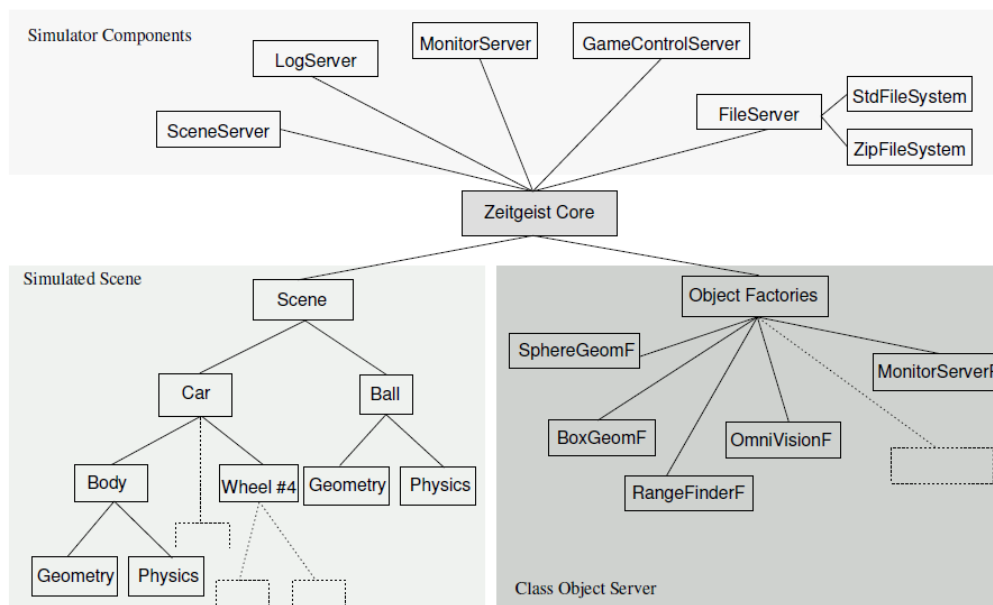 Simulator Components
MonitorServer
GameControlServer
LogServer
StdFileSystem
FileServer
SceneServer
ZipFileSystem
Zeitgeist Core
Simulated Scene
Scene
Car
Ball
Body
Wheel #4
Geometry
Physics
Geometry
Physics
Object Factories
SphereGeomF
MonitorServerF
BoxGeomF
OmniVisionF
RangeFinderF
Class Object Server